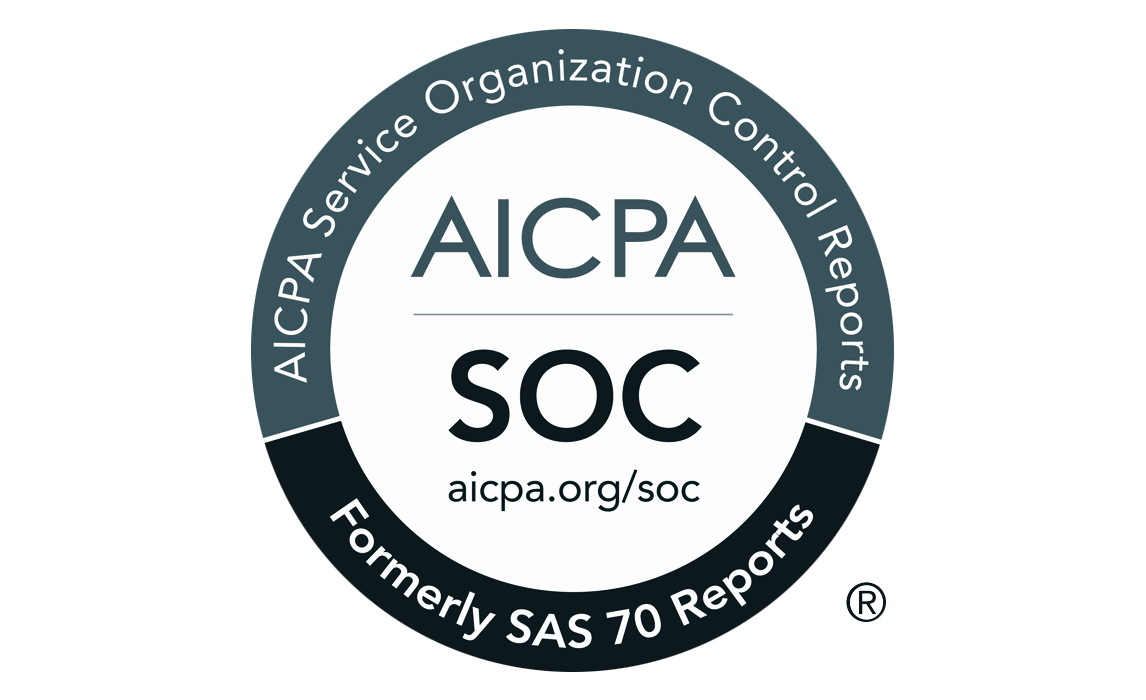 AICPA Service Organization Control Reports
AICPA
SOC
aicpa.org/soc
Formerly SAS 70 Reports
®